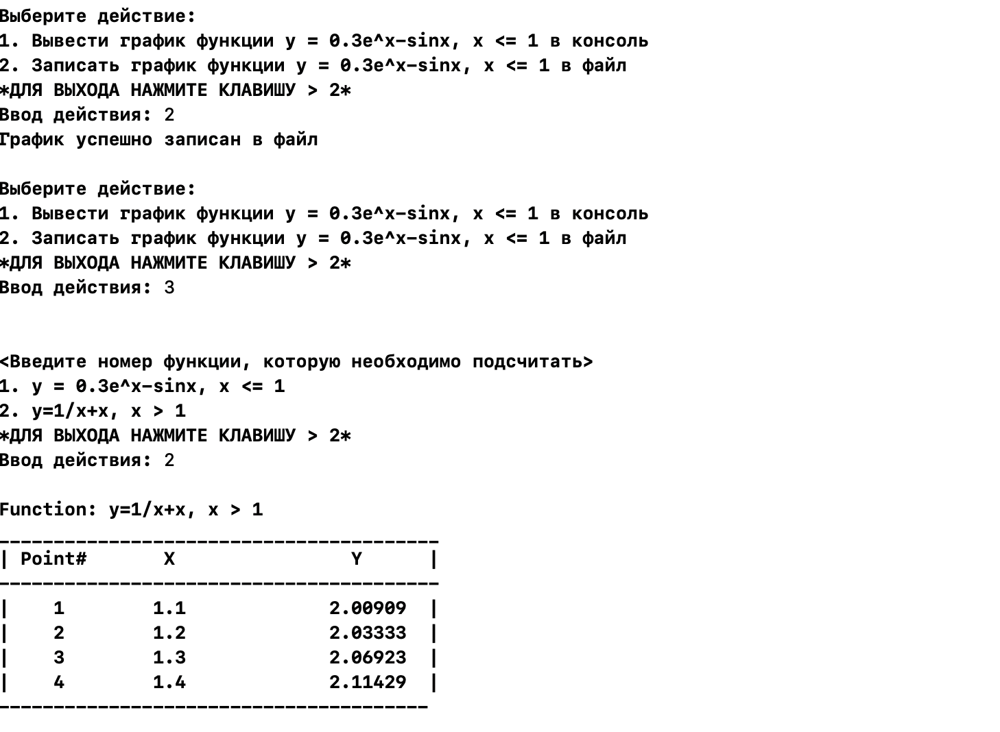 Выберите действие:
1. Вывести график функции y = 0.3e^x-sinx, x <= 1 в консоль
2. Записать график функции y = 0.3e^x-sinx, x <= 1 в файл
*ДЛЯ ВЫХОДА НАЖМИТЕ КЛАВИШУ > 2*
Ввод действия: 2
График успешно записан в файл

Выберите действие:
1. Вывести график функции y = 0.3e^x-sinx, x <= 1 в консоль
2. Записать график функции y = 0.3e^x-sinx, x <= 1 в файл
*ДЛЯ ВЫХОДА НАЖМИТЕ КЛАВИШУ > 2*
Ввод действия: 3

<Введите номер функции, которую необходимо подсчитать>
1. y = 0.3e^x-sinx, x <= 1
2. y=1/x+x, x > 1
*ДЛЯ ВЫХОДА НАЖМИТЕ КЛАВИШУ > 2*
Ввод действия: 2

Function: y=1/x+x, x > 1
----------------------------------------
| Point#       X                Y      |
----------------------------------------
|    1        1.1             2.00909  |
|    2        1.2             2.03333  |
|    3        1.3             2.06923  |
|    4        1.4             2.11429  |
---------------------------------------